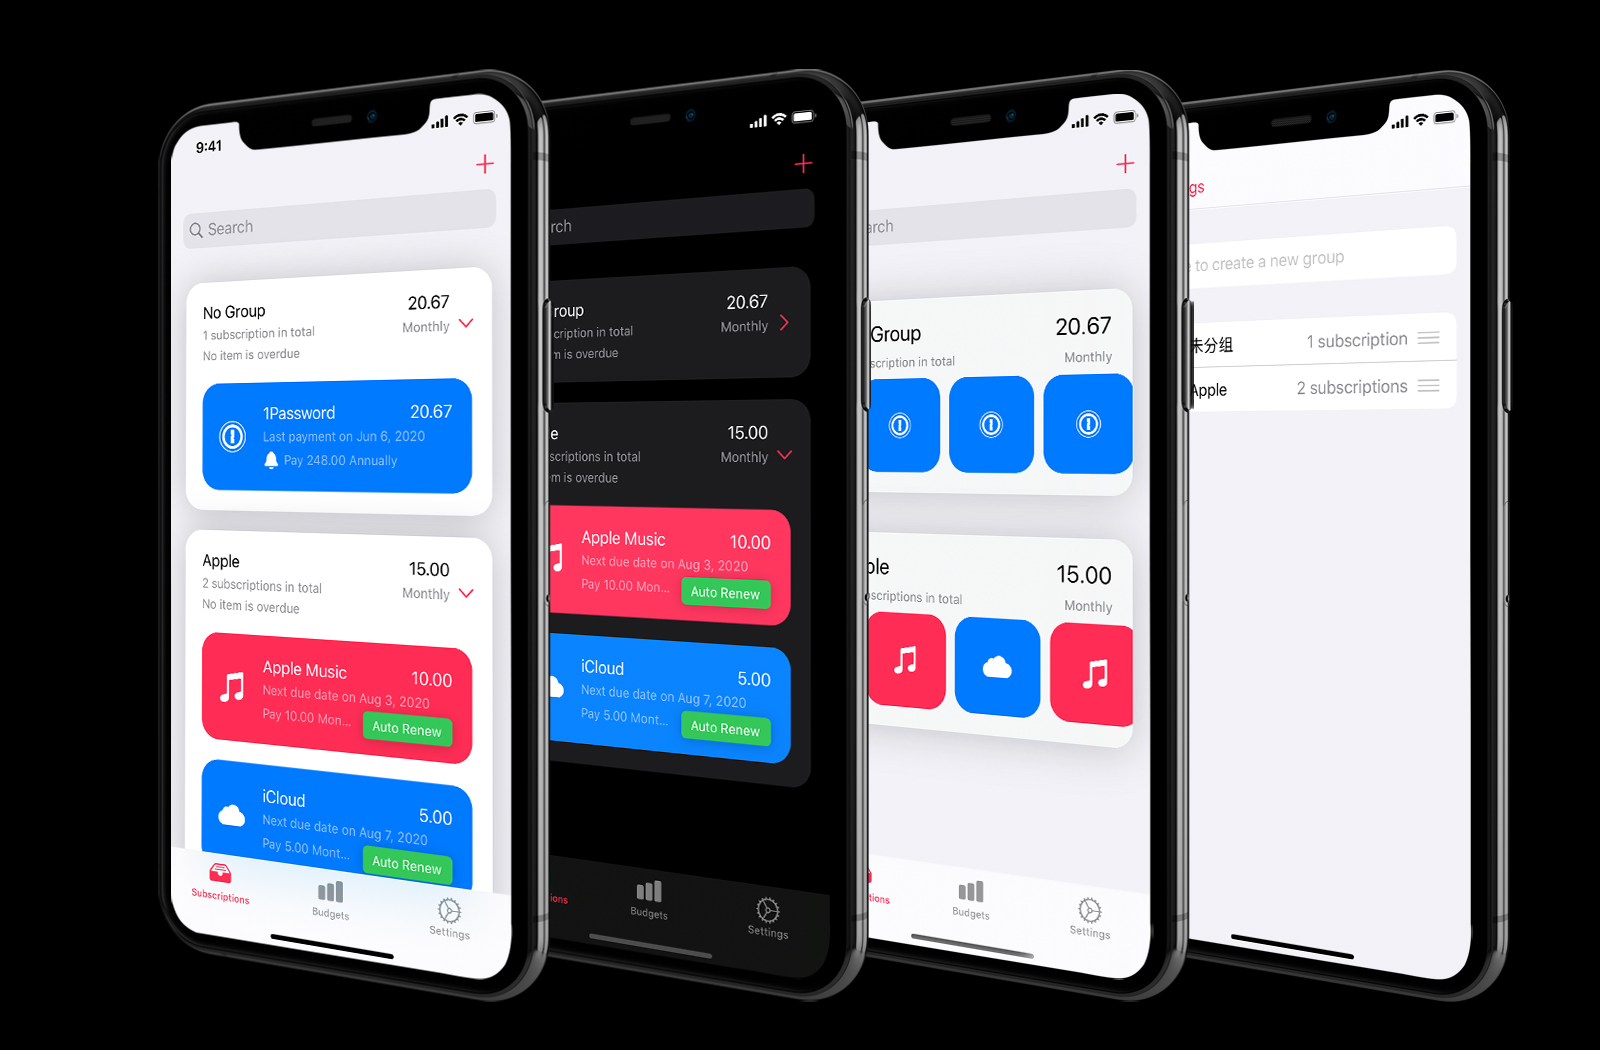 9:41
Search
No Group
20.67
1 subscription in total
Monthly
No item is overdue
1Password
20.67
Last payment on Jun 6, 2020
Pay 248.00 Annually
Apple
15.00
2 subscriptions in total
Monthly
No item is overdue
Apple Music
10.00
Next due date on Aug 3, 2020
Pay 10.00 Mon...
Auto Renew
iCloud
5.00
Next due date on Aug 7, 2020
Pay 5.00 Mont...
Auto Renew
Subscriptions
Budgets
Settings
rch
roup
20.67
cription in total
Monthly
m is overdue
e
15.00
scriptions in total
Monthly
m is overdue
Apple Music
10.00
Next due date on Aug 3, 2020
Pay 10.00 Mon...
Auto Renew
iCloud
5.00
Next due date on Aug 7, 2020
Pay 5.00 Mont...
Auto Renew
ions
Budgets
Settings
arch
Group
20.67
scription in total
Monthly
ple
15.00
scriptions in total
Monthly
tions
Budgets
Settings
gs
e to create a new group
未分组
1 subscription
Apple
2 subscriptions